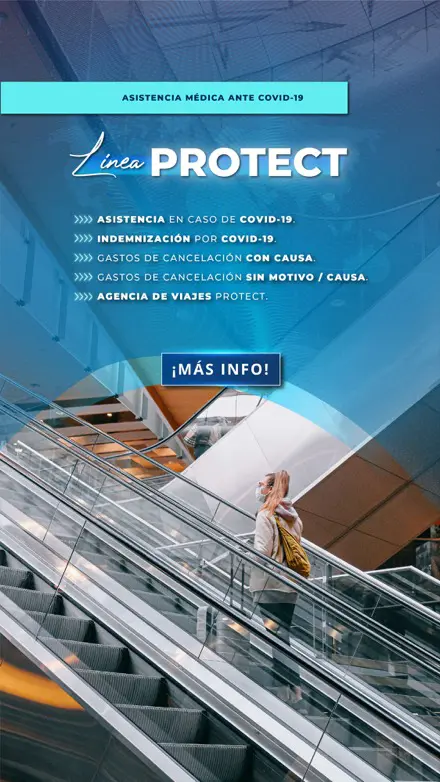 ASISTENCIA MÉDICA ANTE COVID-19
Línea PROTECT
ASISTENCIA EN CASO DE COVID-19.
INDEMNIZACIÓN POR COVID-19.
GASTOS DE CANCELACIÓN CON CAUSA.
GASTOS DE CANCELACIÓN SIN MOTIVO / CAUSA.
AGENCIA DE VIAJES PROTECT.
¡MÁS INFO!